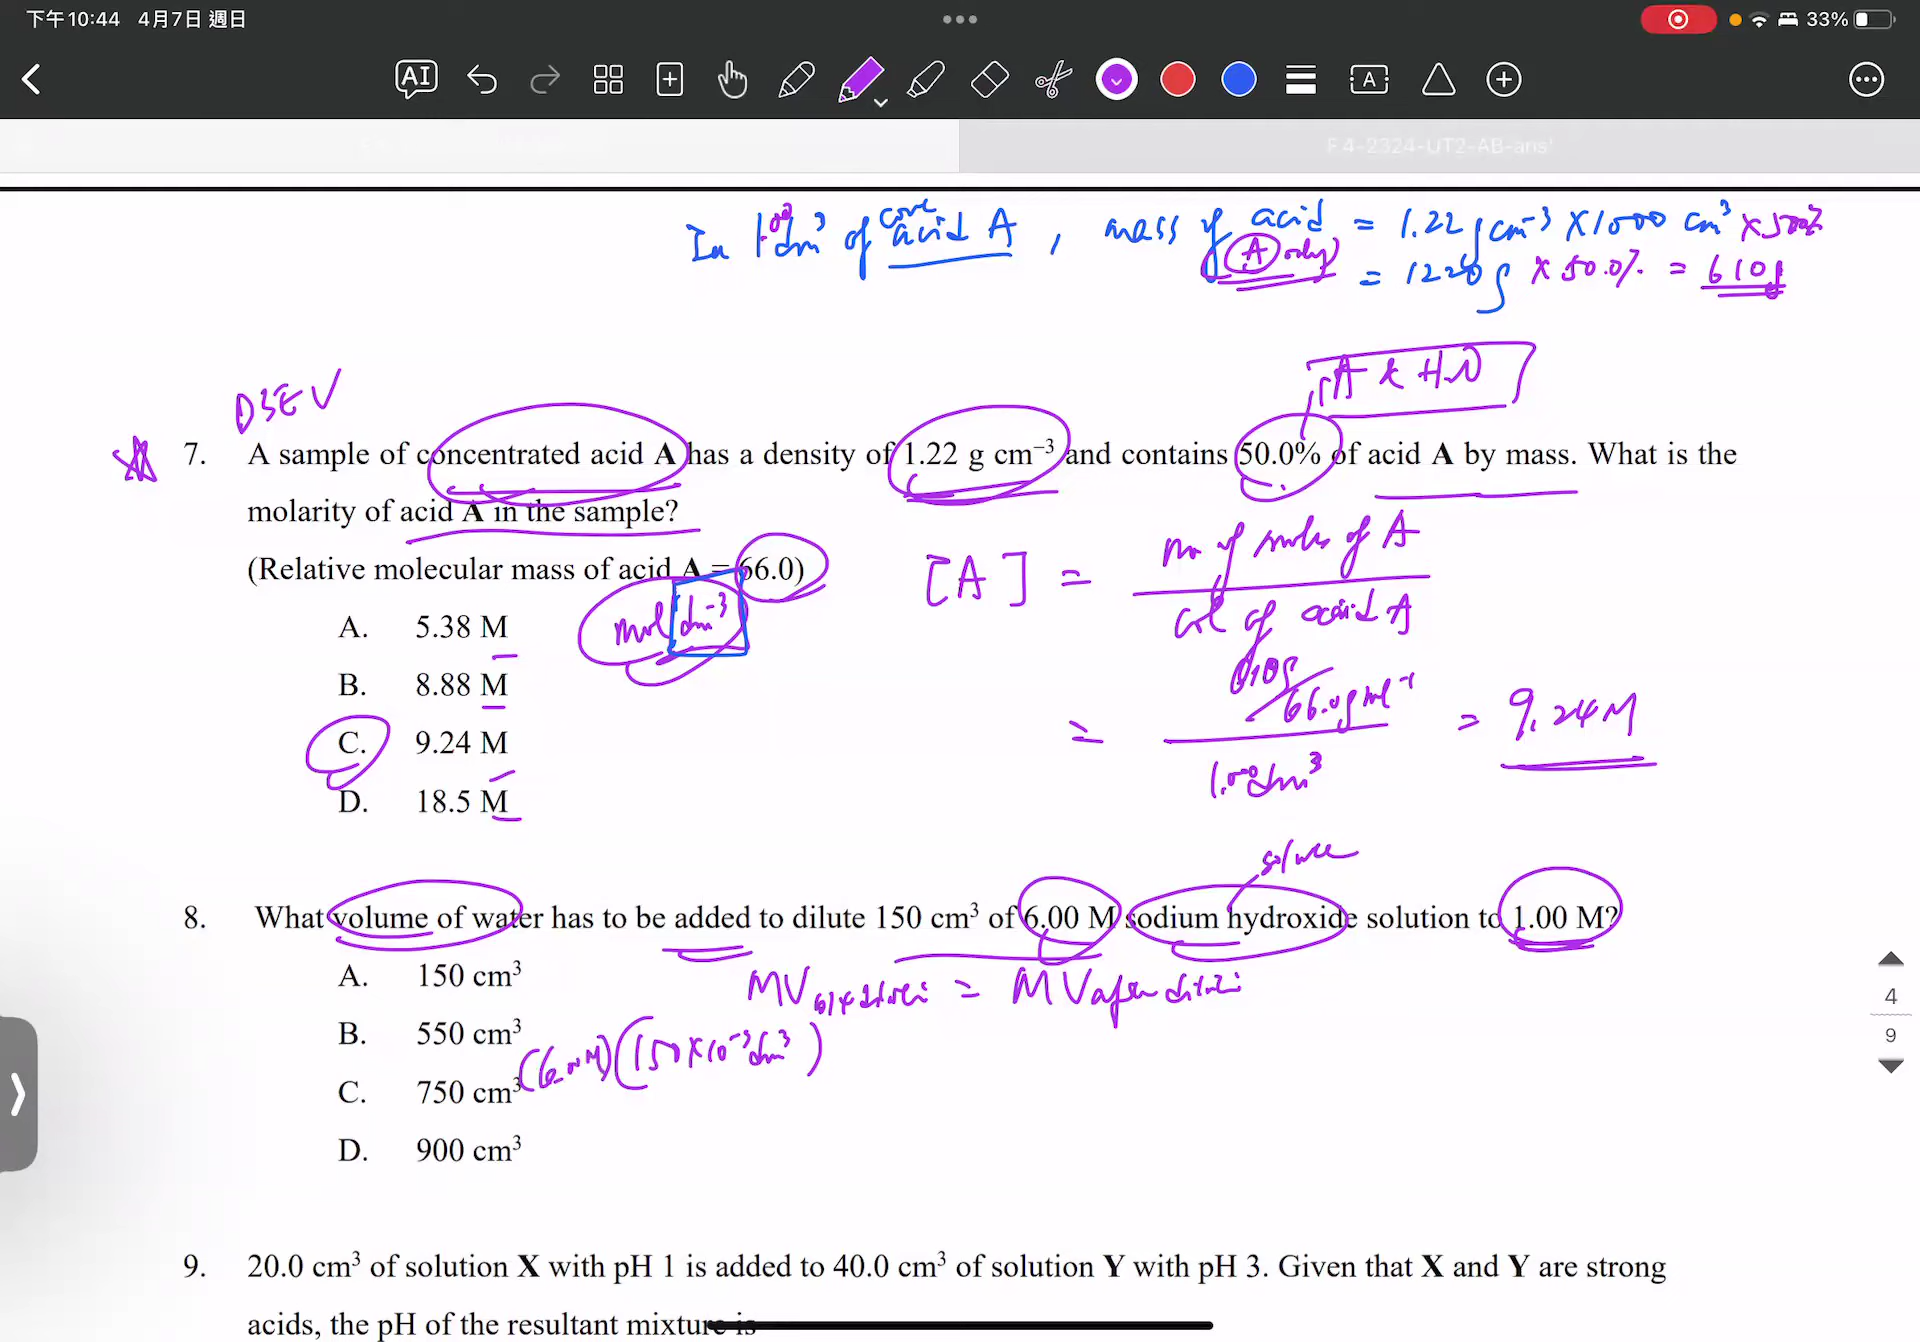 下午10:44 4月7日 週日
33%
F.4-2324-UT2-AB-ans
In 1.00 dm³ of conc acid A , mass of acid = 1.22 g cm⁻³ × 1000 cm³ × 50%
(A only) = 1220 g × 50.0% = 610 g
A & H₂O
DSE V
7. A sample of concentrated acid A has a density of 1.22 g cm⁻³ and contains 50.0% of acid A by mass. What is the
molarity of acid A in the sample?
(Relative molecular mass of acid A = 66.0)
mol dm⁻³
[A] = no of moles of A
vol of acid A
A. 5.38 M
B. 8.88 M
C. 9.24 M
D. 18.5 M
= 610g / 66.0 g mol⁻¹
1.00 dm³
= 9.24 M
8. What volume of water has to be added to dilute 150 cm³ of 6.00 M sodium hydroxide solution to 1.00 M?
A. 150 cm³
B. 550 cm³
C. 750 cm³
D. 900 cm³
MV before dilution = MV after dilution
(6.00 M)(150 × 10⁻³ dm³)
4
9
9. 20.0 cm³ of solution X with pH 1 is added to 40.0 cm³ of solution Y with pH 3. Given that X and Y are strong
acids, the pH of the resultant mixture is